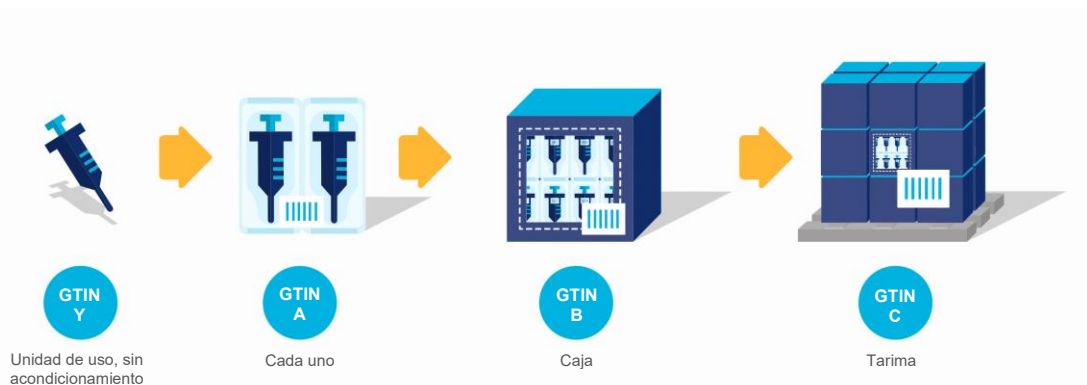 GTIN
Y
GTIN
A
GTIN
B
GTIN
C
Unidad de uso, sin
acondicionamiento
Cada uno
Caja
Tarima